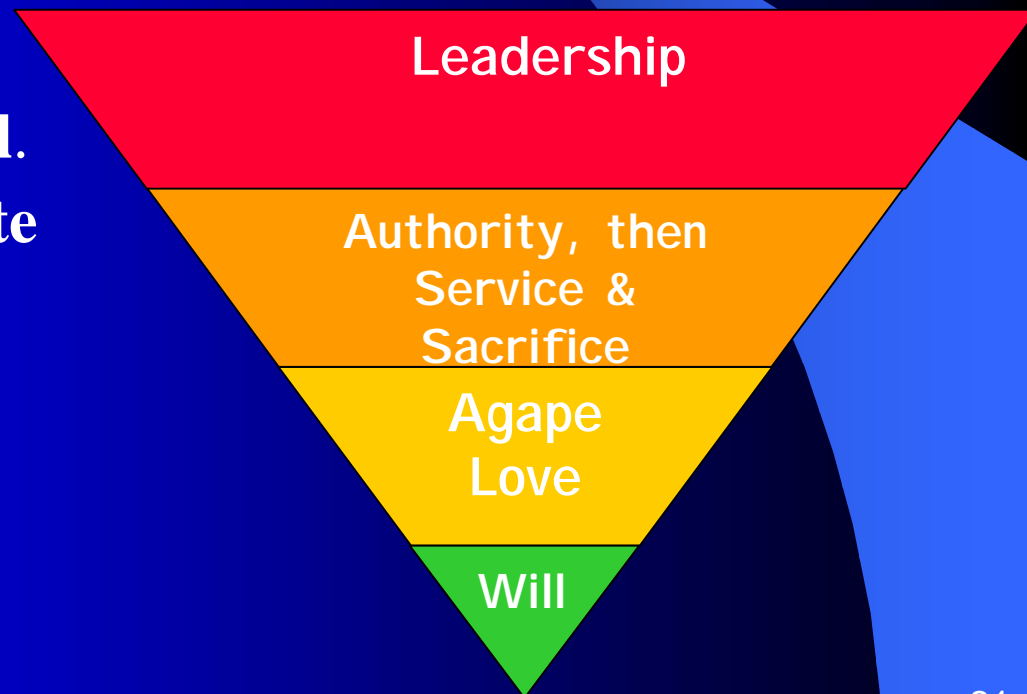 Leadership
Authority, then
Service &
Sacrifice
Agape
Love
Will